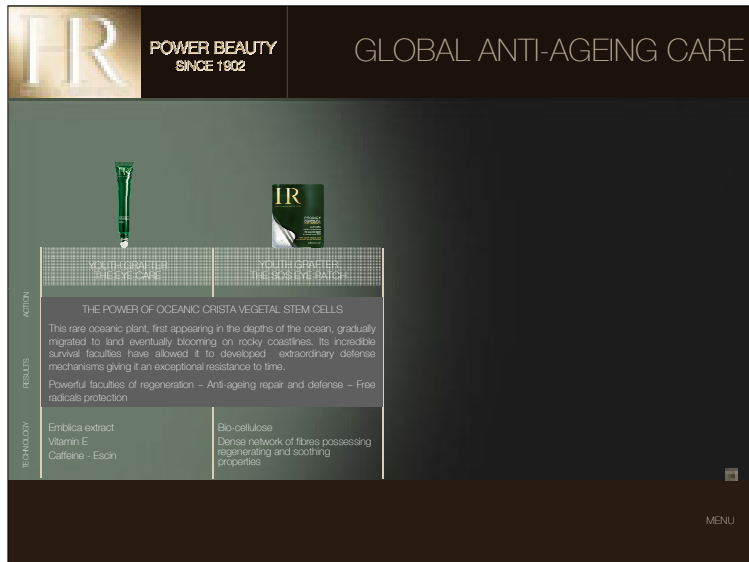 HR
POWER BEAUTY
SINCE 1902
GLOBAL ANTI-AGEING CARE
HR
HR
PRODIGY
YOUTH GRAFTER
THE EYE CARE
YOUTH GRAFTER
THE SOS EYE PATCH
ACTION
THE POWER OF OCEANIC CRISTA VEGETAL STEM CELLS
This rare oceanic plant, first appearing in the depths of the ocean, gradually
migrated to land eventually blooming on rocky coastlines. Its incredible
survival faculties have allowed it to developed extraordinary defense
mechanisms giving it an exceptional resistance to time.
RESULTS
Powerful faculties of regeneration – Anti-ageing repair and defense – Free
radicals protection
TECHNOLOGY
Emblica extract
Vitamin E
Caffeine - Escin
Bio-cellulose
Dense network of fibres possessing
regenerating and soothing
properties
MENU